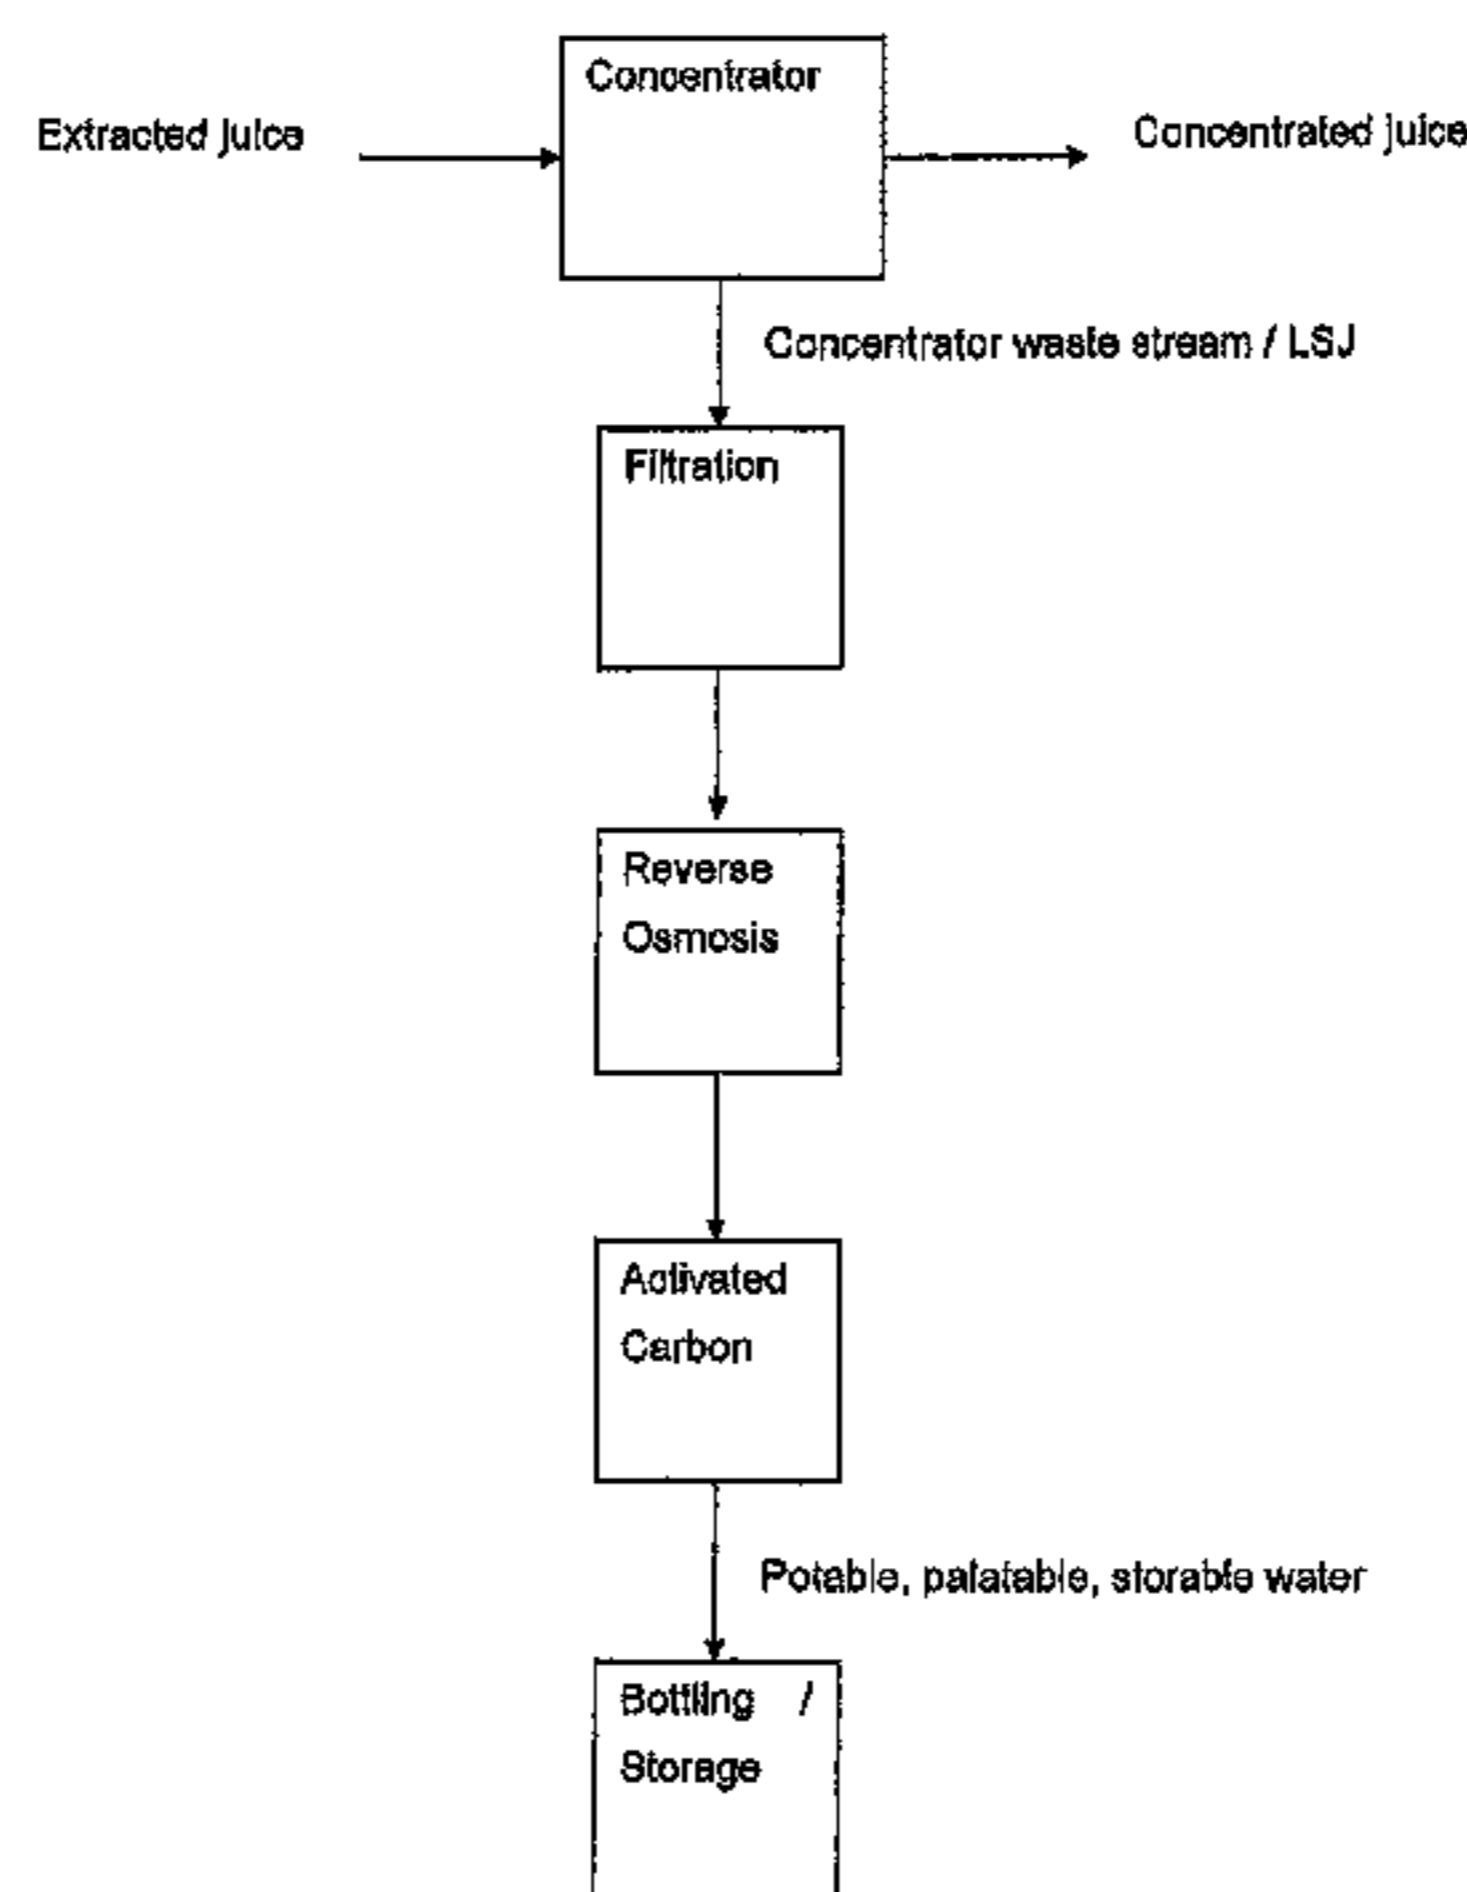 Concentrator
Extracted juice
Concentrated juice
Concentrator waste stream / LSJ
Filtration
Reverse
Osmosis
Activated
Carbon
Potable, palatable, storable water
Bottling /
Storage